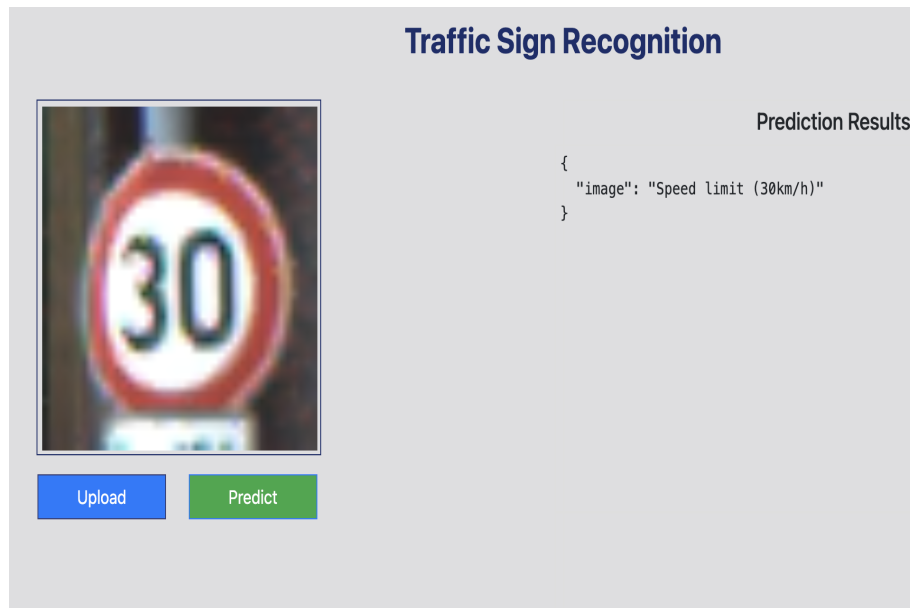 Traffic Sign Recognition
30
Prediction Results
{
"image": "Speed limit (30km/h)"
}
Upload
Predict